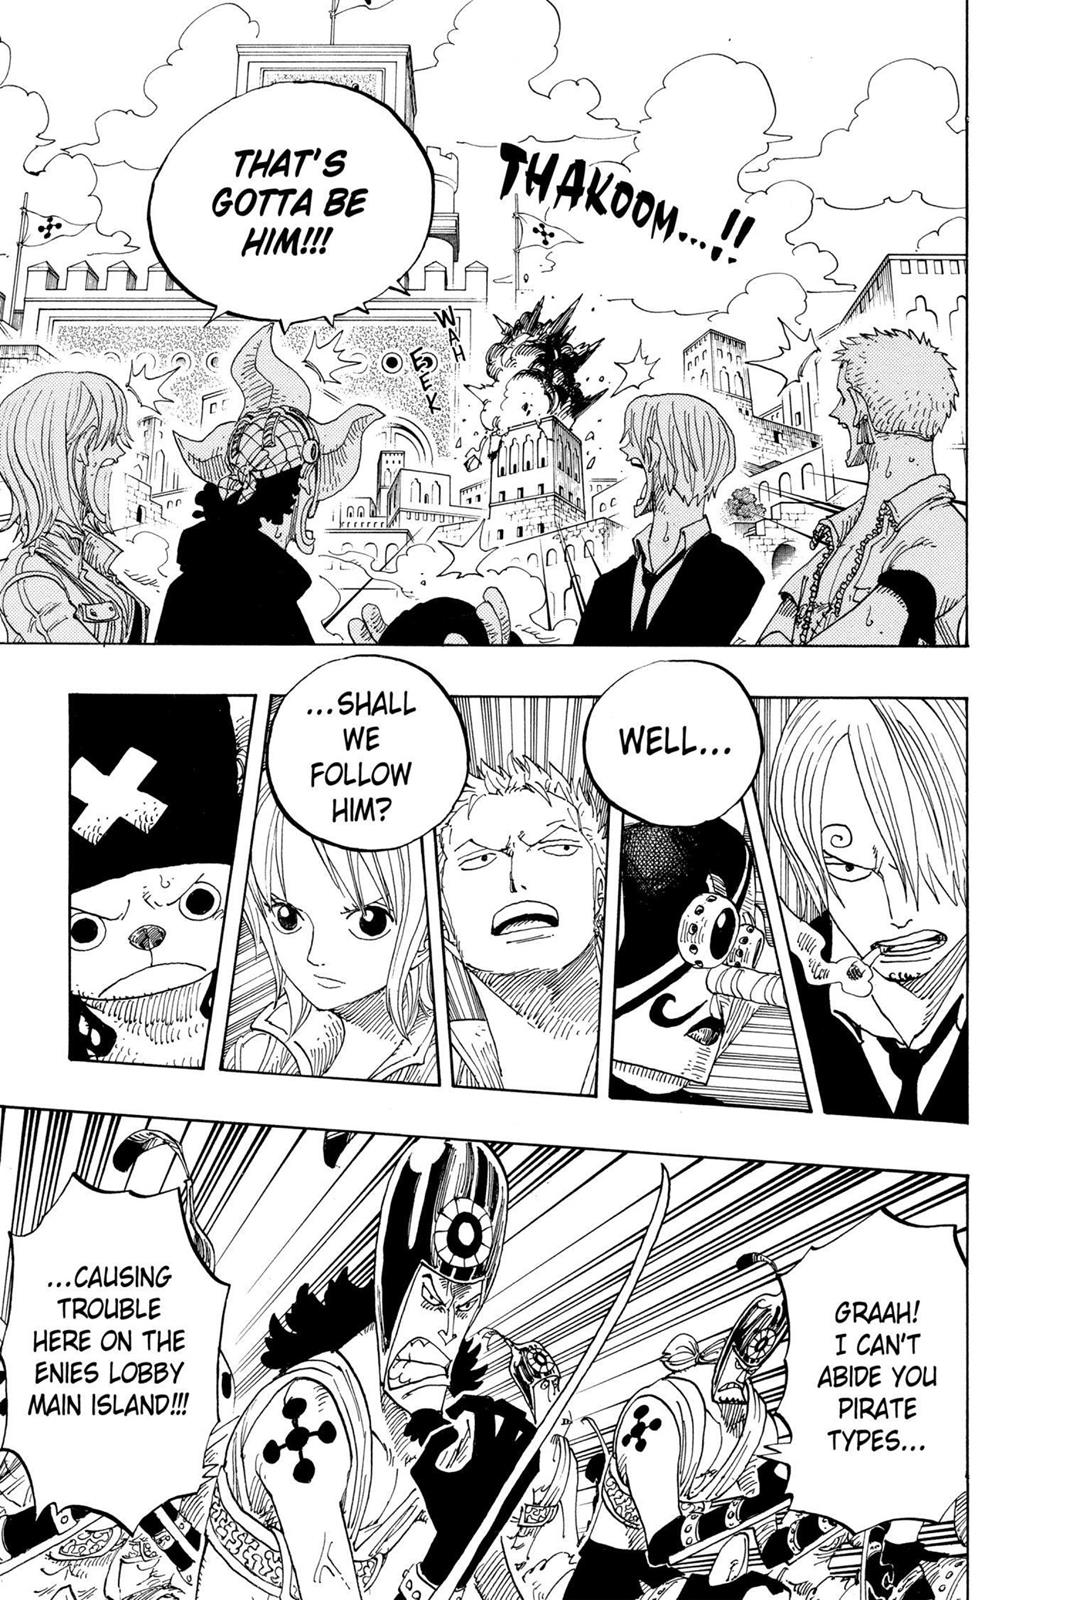 THAKOOM...!!
THAT'S
GOTTA BE
HIM!!!
WAH
EEEK
WELL...
...SHALL
WE
FOLLOW
HIM?
GRAAH!
I CAN'T
ABIDE YOU
PIRATE
TYPES...
...CAUSING
TROUBLE
HERE ON THE
ENIES LOBBY
MAIN ISLAND!!!